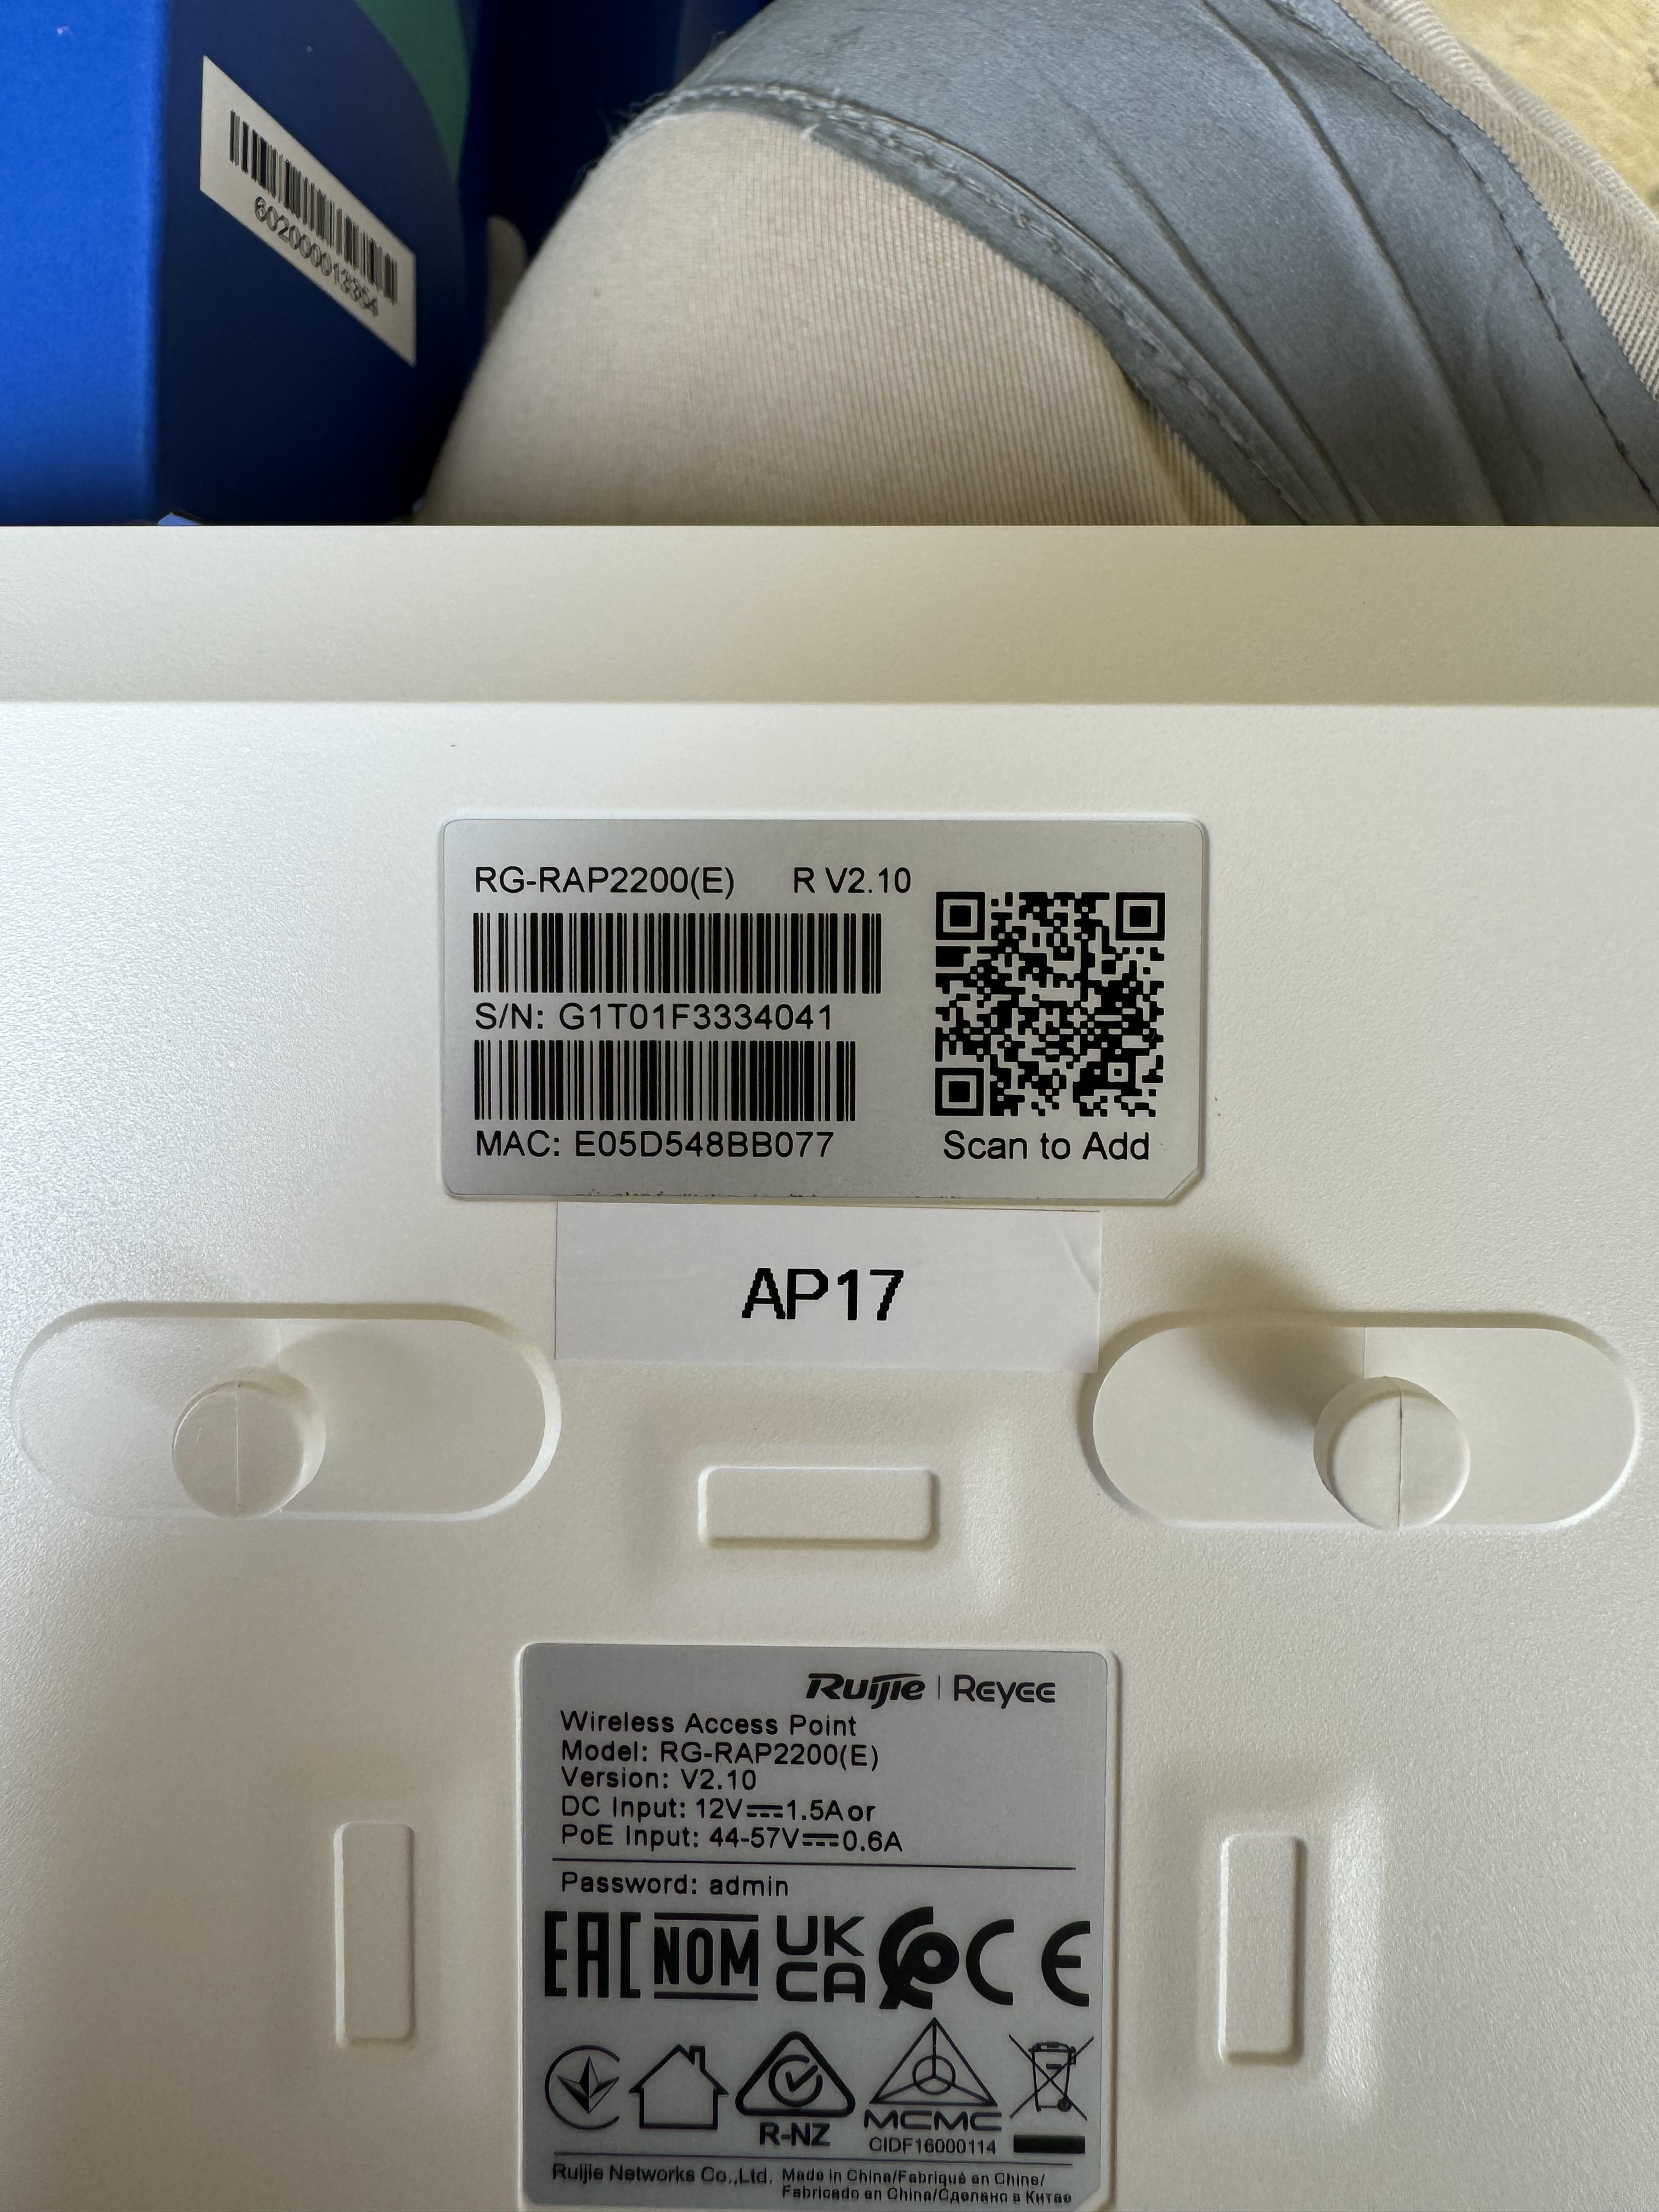 602000013354
RG-RAP2200(E) R V2.10
S/N: G1T01F3334041
MAC: E05D548BB077
Scan to Add
AP17
Ruijie | Reyee
Wireless Access Point
Model: RG-RAP2200(E)
Version: V2.10
DC Input: 12V⎓1.5A or
PoE Input: 44-57V⎓0.6A
Password: admin
EAC NOM UK CA CE
R-NZ
MCMC
CIDF16000114
Ruijie Networks Co.,Ltd. Made in China/Fabriqué en Chine/
Fabricado en China/Сделано в Китае